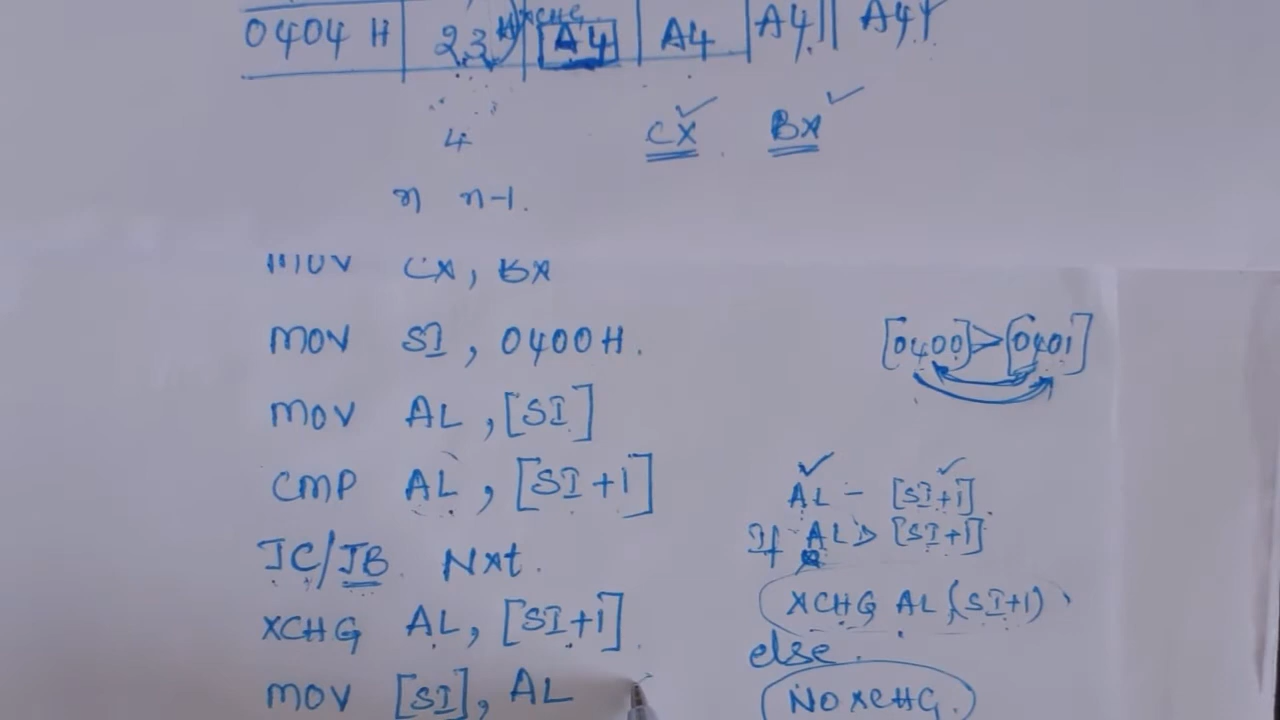 0404 H 23H XCHG A4 A4 A4 A4
4 CX BX
n n-1.
MOV CX, BX
MOV SI, 0400H. [0400]>[0401]
MOV AL,[SI]
CMP AL, [SI+1] AL - [SI+1].
If AL> [SI+1]
JC/JB. Nxt.
XCHG AL,(SI+1)
XCHG AL, [SI+1]
else.
MOV [SI], AL NO XCHG.